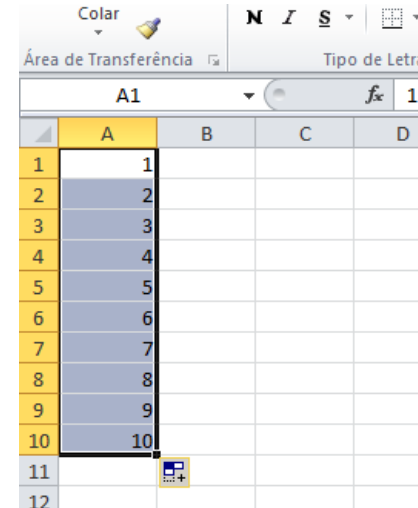 Colar
N I S
Área de Transferência
Tipo de Letra
A1 fx 1
A B C D
1 1
2 2
3 3
4 4
5 5
6 6
7 7
8 8
9 9
10 10
11
12